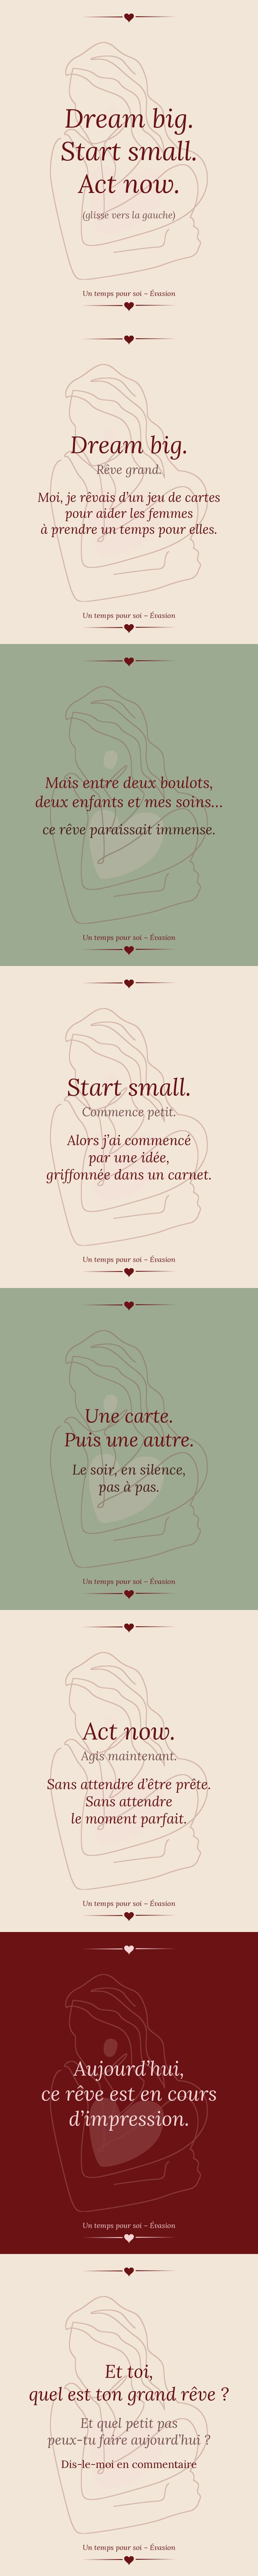 Dream big.
Start small.
Act now.
(glisse vers la gauche)
Un temps pour soi – Évasion
Dream big.
Rêve grand.
Moi, je rêvais d’un jeu de cartes
pour aider les femmes
à prendre un temps pour elles.
Un temps pour soi – Évasion
Mais entre deux boulots,
deux enfants et mes soins...
ce rêve paraissait immense.
Un temps pour soi – Évasion
Start small.
Commence petit.
Alors j’ai commencé
par une idée,
griffonnée dans un carnet.
Un temps pour soi – Évasion
Une carte.
Puis une autre.
Le soir, en silence,
pas à pas.
Un temps pour soi – Évasion
Act now.
Agis maintenant.
Sans attendre d’être prête.
Sans attendre
le moment parfait.
Un temps pour soi – Évasion
Aujourd’hui,
ce rêve est en cours
d’impression.
Un temps pour soi – Évasion
Et toi,
quel est ton grand rêve ?
Et quel petit pas
peux-tu faire aujourd’hui ?
Dis-le-moi en commentaire
Un temps pour soi – Évasion